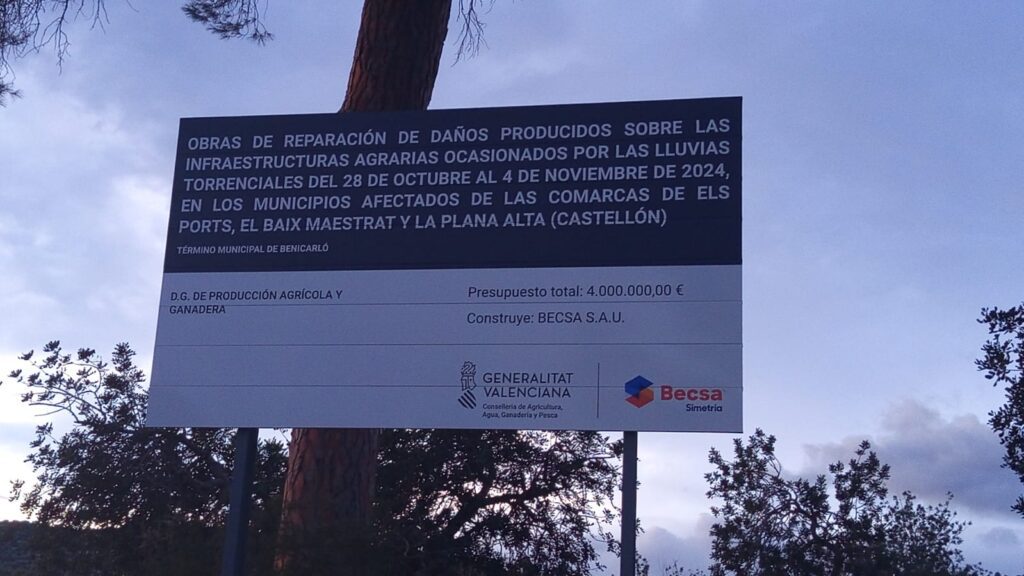 OBRAS DE REPARACIÓN DE DAÑOS PRODUCIDOS SOBRE LAS
INFRAESTRUCTURAS AGRARIAS OCASIONADOS POR LAS LLUVIAS
TORRENCIALES DEL 28 DE OCTUBRE AL 4 DE NOVIEMBRE DE 2024,
EN LOS MUNICIPIOS AFECTADOS DE LAS COMARCAS DE ELS
PORTS, EL BAIX MAESTRAT Y LA PLANA ALTA (CASTELLÓN)
TÉRMINO MUNICIPAL DE BENICARLÓ
D.G. DE PRODUCCIÓN AGRÍCOLA Y
GANADERA
Presupuesto total: 4.000.000,00 €
Construye: BECSA S.A.U.
GENERALITAT
VALENCIANA
Conselleria de Agricultura,
Agua, Ganadería y Pesca
Becsa
Simetría